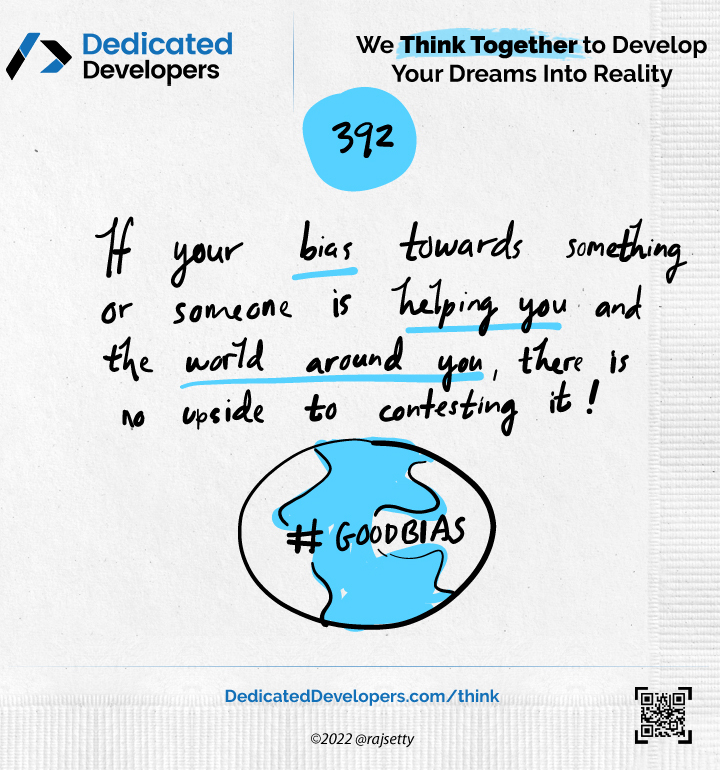 Dedicated
Developers
We Think Together to Develop
Your Dreams Into Reality
392
If your bias towards something
or someone is helping you and
the world around you, there is
no upside to contesting it!
#GOODBIAS
DedicatedDevelopers.com/think
©2022 @rajsetty